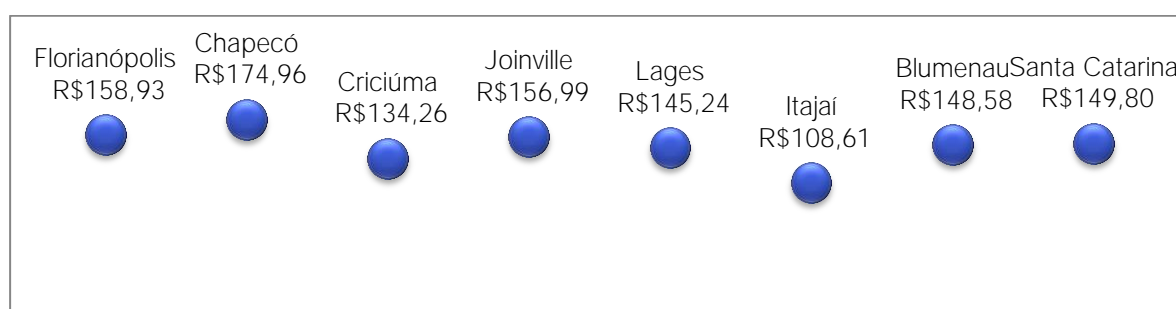 Florianópolis
R$158,93
Chapecó
R$174,96
Criciúma
R$134,26
Joinville
R$156,99
Lages
R$145,24
Itajaí
R$108,61
Blumenau
R$148,58
Santa Catarina
R$149,80